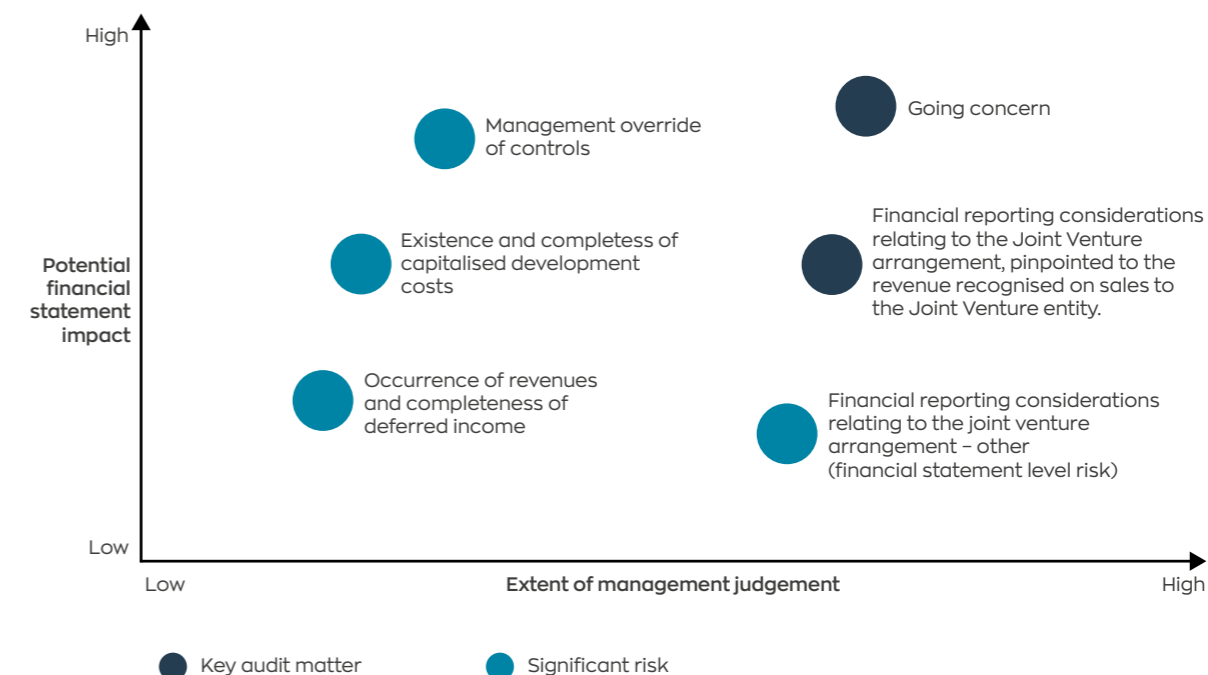 High
Going concern
Management override
of controls
Financial reporting considerations
relating to the Joint Venture
arrangement, pinpointed to the
revenue recognised on sales to
the Joint Venture entity.
Existence and completess of
capitalised development
costs
Potential
financial
statement
impact
Occurrence of revenues
and completeness of
deferred income
Financial reporting considerations
relating to the joint venture
arrangement – other
(financial statement level risk)
Low
Low
Extent of management judgement
High
Key audit matter
Significant risk